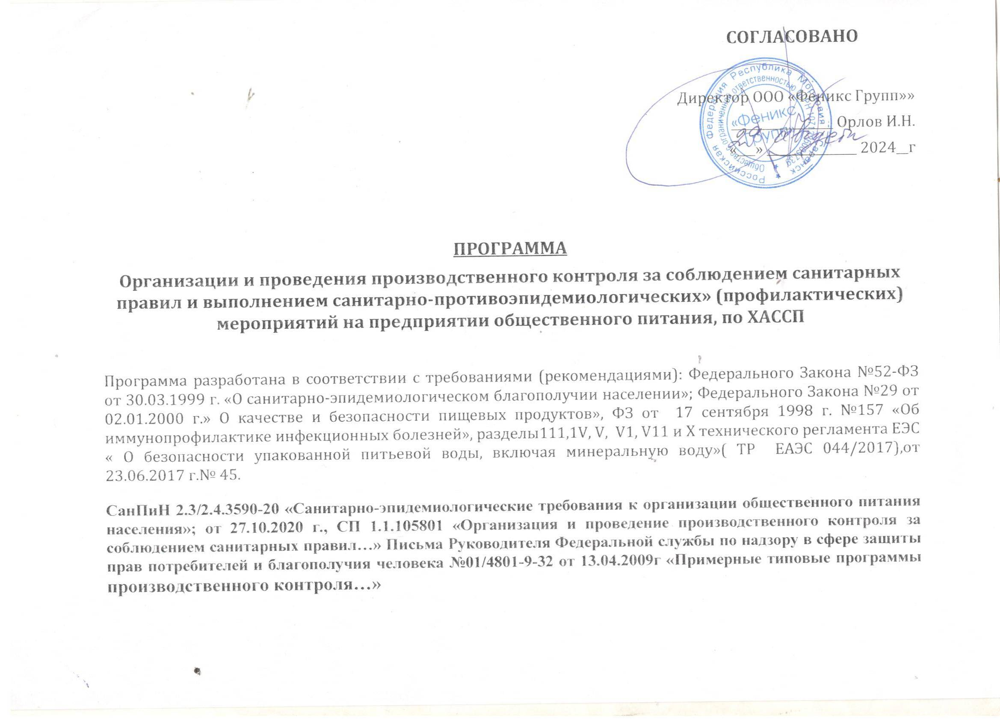 СОГЛАСОВАНО
Директор ООО «Феникс Групп»»
______________ Орлов И.Н.
«29» август 2024__г
Российская Федерация Республика Мордовия г. Саранск
Общество с ограниченной ответственностью
«Феникс
Групп»
ПРОГРАММА
Организации и проведения производственного контроля за соблюдением санитарных
правил и выполнением санитарно-противоэпидемиологических» (профилактических)
мероприятий на предприятии общественного питания, по ХАССП
Программа разработана в соответствии с требованиями (рекомендациями): Федерального Закона №52-ФЗ
от 30.03.1999 г. «О санитарно-эпидемиологическом благополучии населении»; Федерального Закона №29 от
02.01.2000 г.» О качестве и безопасности пищевых продуктов», ФЗ от 17 сентября 1998 г. №157 «Об
иммунопрофилактике инфекционных болезней», разделы111,1V, V, V1, V11 и X технического регламента ЕЭС
« О безопасности упакованной питьевой воды, включая минеральную воду»( ТР ЕАЭС 044/2017),от
23.06.2017 г.№ 45.
СанПиН 2.3/2.4.3590-20 «Санитарно-эпидемиологические требования к организации общественного питания
населения»; от 27.10.2020 г., СП 1.1.105801 «Организация и проведение производственного контроля за
соблюдением санитарных правил…» Письма Руководителя Федеральной службы по надзору в сфере защиты
прав потребителей и благополучия человека №01/4801-9-32 от 13.04.2009г «Примерные типовые программы
производственного контроля…»